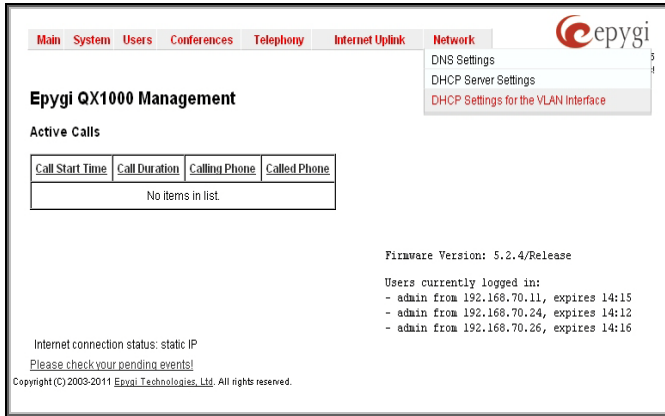 epygi
Main System Users Conferences Telephony Internet Uplink Network
DNS Settings
DHCP Server Settings
DHCP Settings for the VLAN Interface
Epygi QX1000 Management
Active Calls
Call Start Time Call Duration Calling Phone Called Phone
No items in list.
Firmware Version: 5.2.4/Release
Users currently logged in:
- admin from 192.168.70.11, expires 14:15
- admin from 192.168.70.24, expires 14:12
- admin from 192.168.70.26, expires 14:16
Internet connection status: static IP
Please check your pending events!
Copyright (C) 2003-2011 Epygi Technologies, Ltd. All rights reserved.